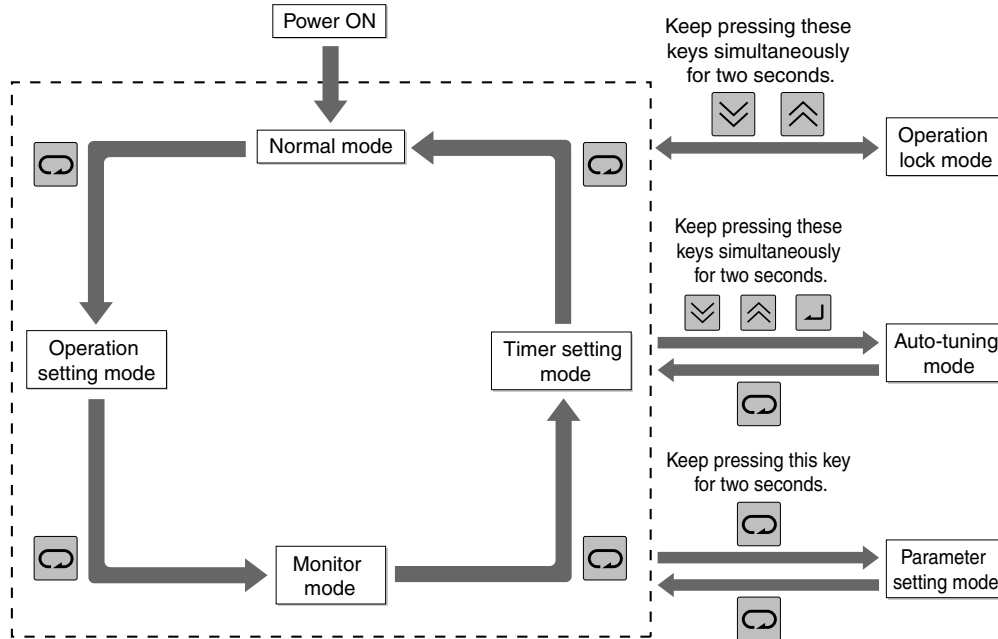 Power ON
Keep pressing these
keys simultaneously
for two seconds.
Normal mode
Operation
lock mode
Keep pressing these
keys simultaneously
for two seconds.
Operation
setting mode
Timer setting
mode
Auto-tuning
mode
Keep pressing this key
for two seconds.
Monitor
mode
Parameter
setting mode